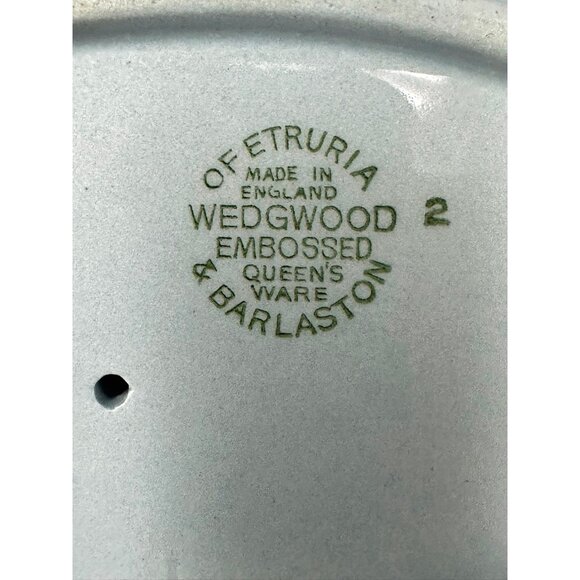 OF ETRURIA
MADE IN
ENGLAND
WEDGWOOD 2
EMBOSSED
QUEEN'S
WARE
& BARLASTON